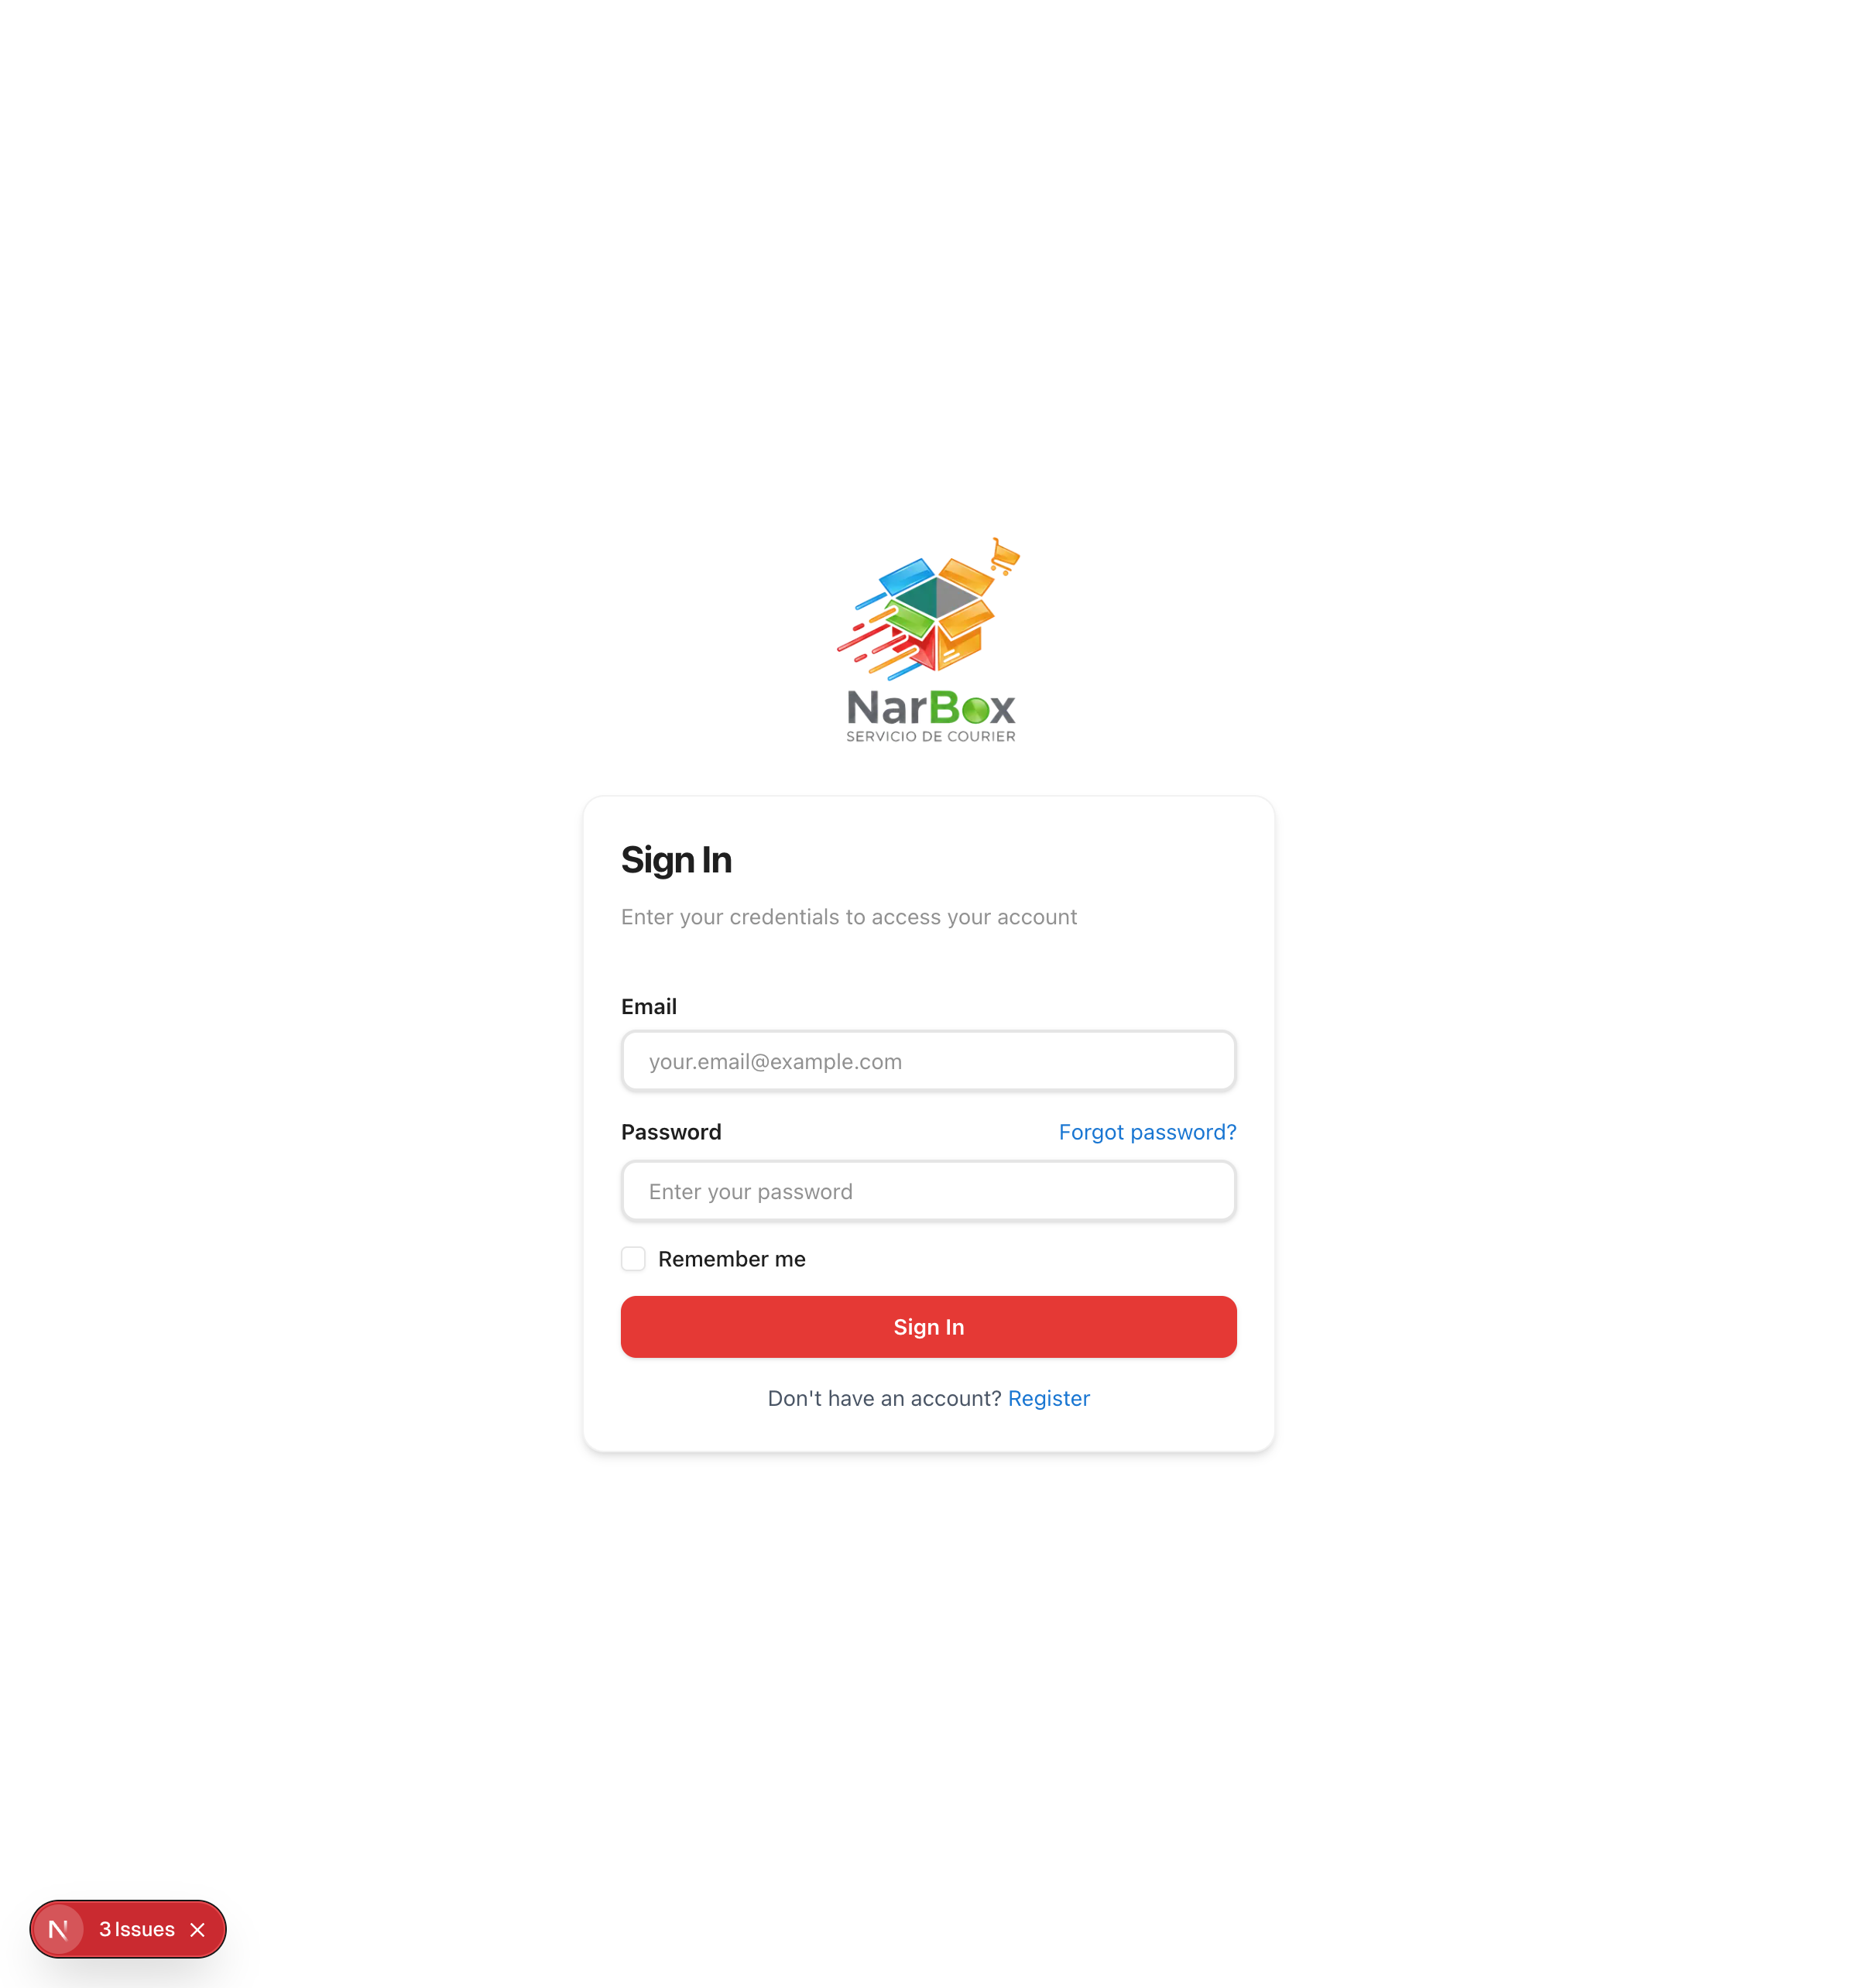 NarBox
SERVICIO DE COURIER
Sign In
Enter your credentials to access your account
Email
your.email@example.com
Password Forgot password?
Enter your password
Remember me
Sign In
Don't have an account? Register
N 3 Issues